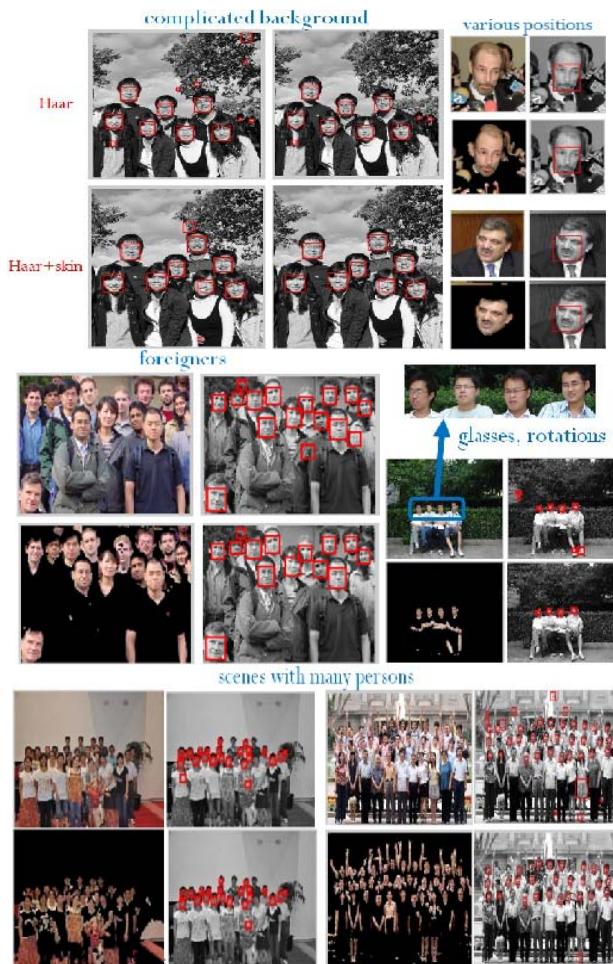 complicated background
various positions
Haar
Haar+skin
foreigners
glasses, rotations
scenes with many persons